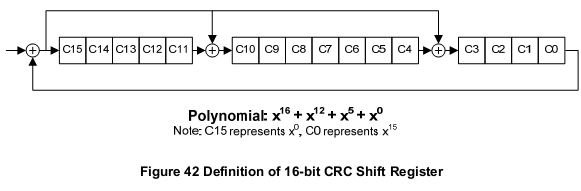 C15 C14 C13 C12 C11 C10 C9 C8 C7 C6 C5 C4 C3 C2 C1 C0
Polynomial: x¹⁶ + x¹² + x⁵ + x⁰
Note: C15 represents x⁰, C0 represents x¹⁵
Figure 42 Definition of 16-bit CRC Shift Register